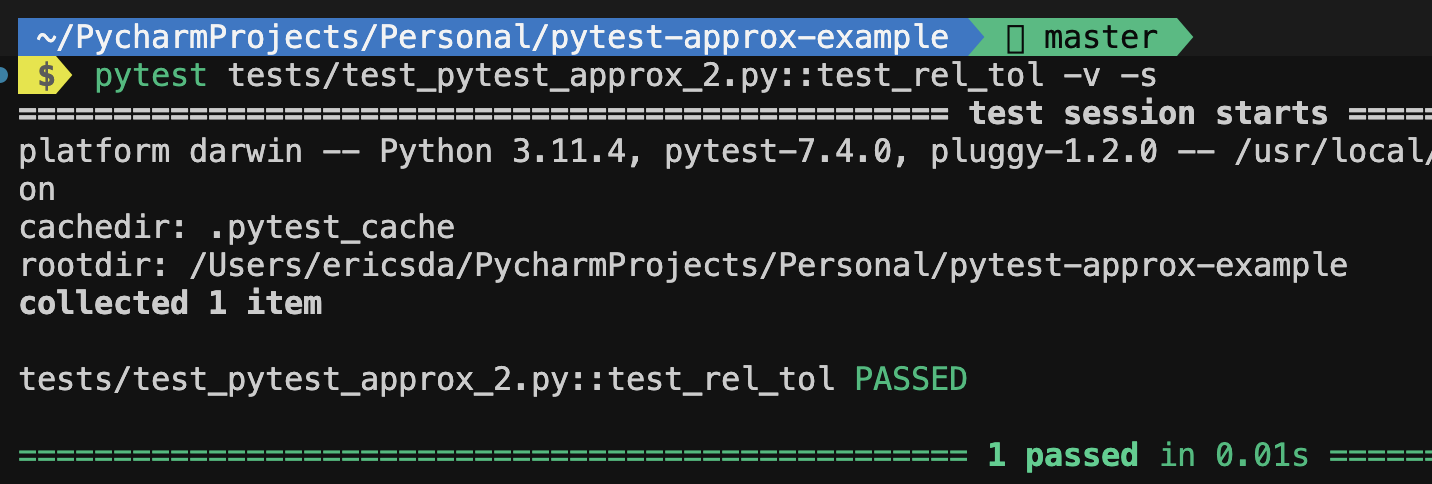 ~/PycharmProjects/Personal/pytest-approx-example master
$ pytest tests/test_pytest_approx_2.py::test_rel_tol -v -s
================================================= test session starts =====
platform darwin -- Python 3.11.4, pytest-7.4.0, pluggy-1.2.0 -- /usr/local/
on
cachedir: .pytest_cache
rootdir: /Users/ericsda/PycharmProjects/Personal/pytest-approx-example
collected 1 item
tests/test_pytest_approx_2.py::test_rel_tol PASSED
================================================== 1 passed in 0.01s ======